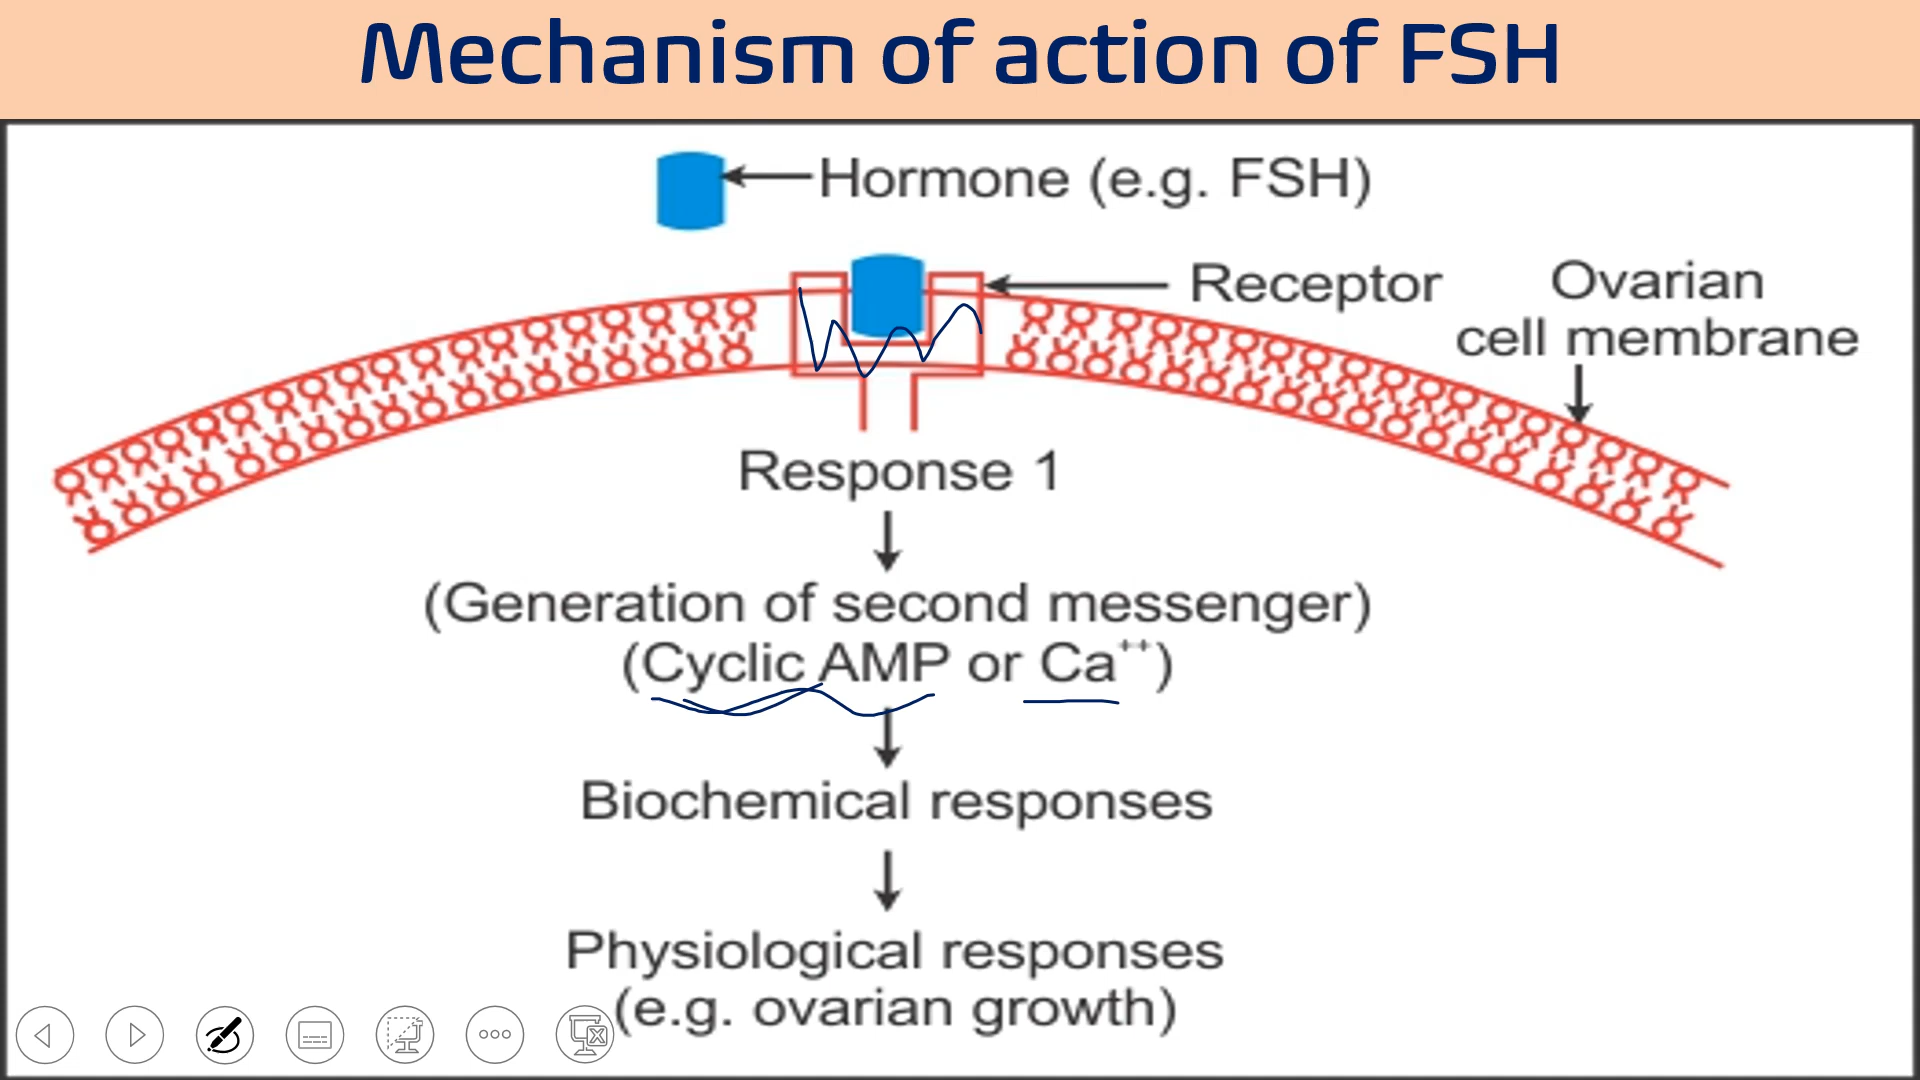 Mechanism of action of FSH
Hormone (e.g. FSH)
Receptor
Ovarian
cell membrane
Response 1
(Generation of second messenger)
(Cyclic AMP or Ca⁺⁺)
Biochemical responses
Physiological responses
(e.g. ovarian growth)